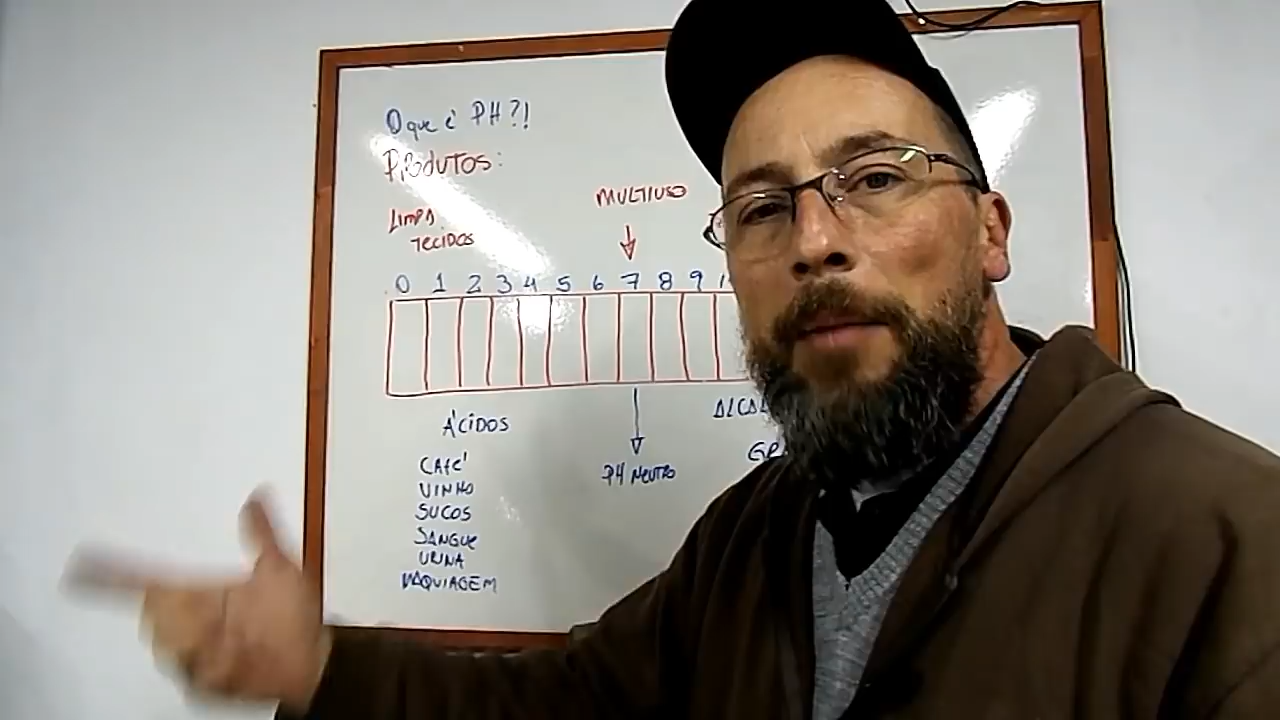 O que é PH?!
PRODUTOS:
LIMPA
TECIDOS
MULTIUSO
0 1 2 3 4 5 6 7 8 9
ÁCIDOS
CAFÉ
VINHO
SUCOS
SANGUE
URINA
MAQUIAGEM
PH NEUTRO